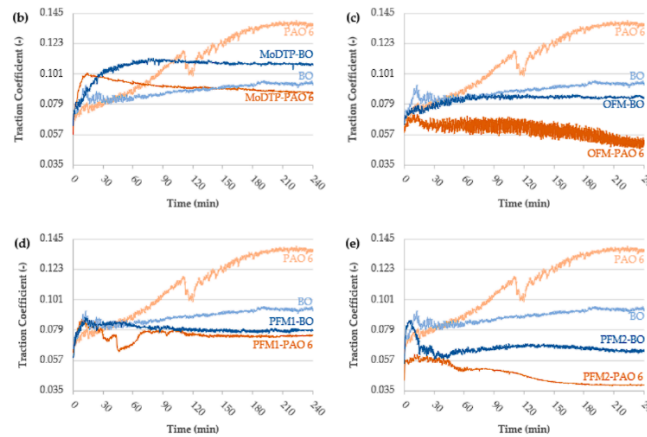 (b)
0.145
0.123
0.101
0.079
0.057
0.035
Traction Coefficient (-)
PAO 6
MoDTP-BO
BO
MoDTP-PAO 6
0 30 60 90 120 150 180 210 240
Time (min)
(c)
0.145
0.123
0.101
0.079
0.057
0.035
Traction Coefficient (-)
PAO 6
BO
OFM-BO
OFM-PAO 6
0 30 60 90 120 150 180 210 240
Time (min)
(d)
0.145
0.123
0.101
0.079
0.057
0.035
Traction Coefficient (-)
PAO 6
BO
PFM1-BO
PFM1-PAO 6
0 30 60 90 120 150 180 210 240
Time (min)
(e)
0.145
0.123
0.101
0.079
0.057
0.035
Traction Coefficient (-)
PAO 6
BO
PFM2-BO
PFM2-PAO 6
0 30 60 90 120 150 180 210 240
Time (min)